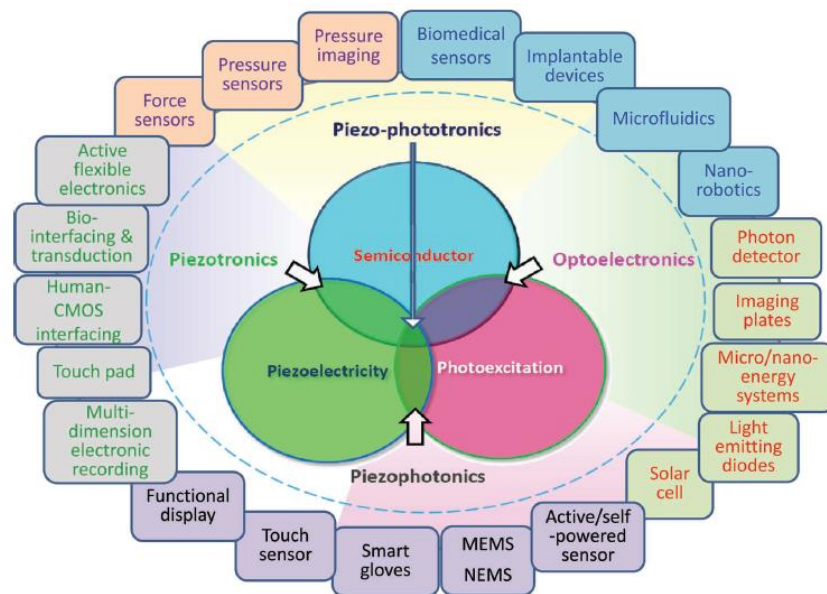 Pressure
imaging
Biomedical
sensors
Pressure
sensors
Implantable
devices
Force
sensors
Microfluidics
Piezo-phototronics
Active
flexible
electronics
Nano-
robotics
Bio-
interfacing &
transduction
Piezotronics
Semiconductor
Optoelectronics
Photon
detector
Human-
CMOS
interfacing
Imaging
plates
Touch pad
Piezoelectricity
Photoexcitation
Micro/nano-
energy
systems
Multi-
dimension
electronic
recording
Light
emitting
diodes
Piezophotonics
Solar
cell
Functional
display
Touch
sensor
Smart
gloves
MEMS
NEMS
Active/self
-powered
sensor